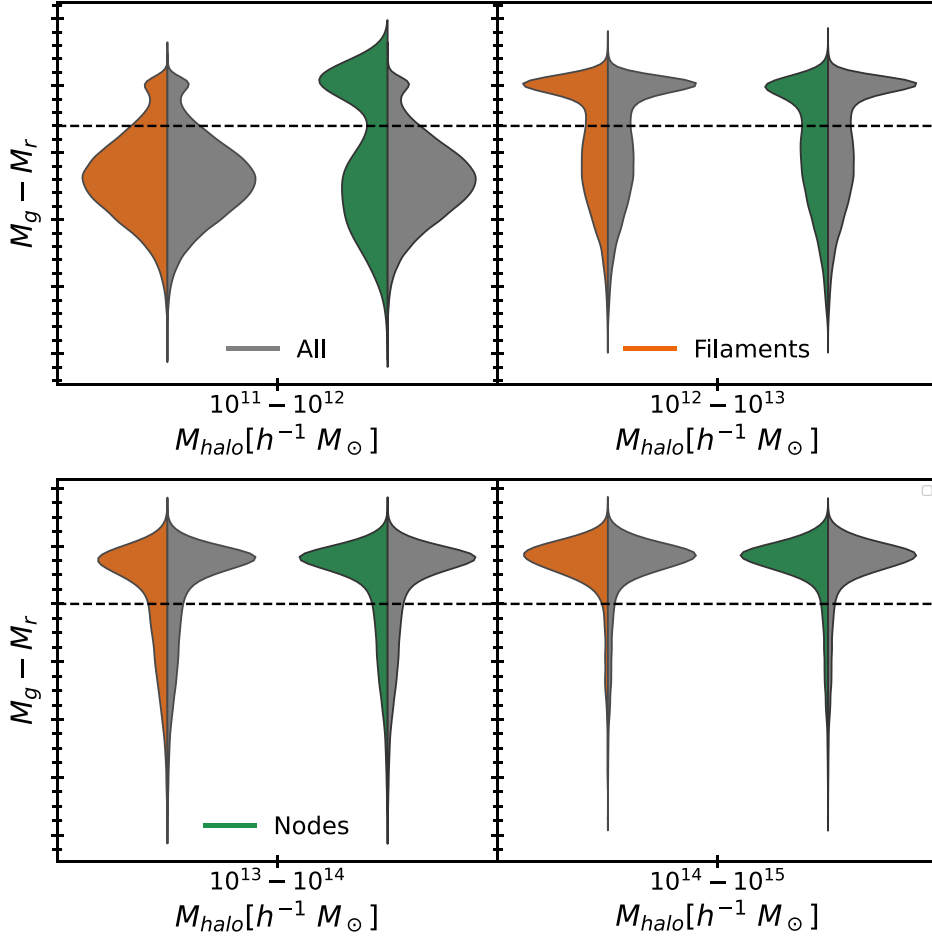 M_g − M_r
All
Filaments
10^11 − 10^12
10^12 − 10^13
M_halo[h^−1 M_⊙]
M_halo[h^−1 M_⊙]
M_g − M_r
Nodes
10^13 − 10^14
10^14 − 10^15
M_halo[h^−1 M_⊙]
M_halo[h^−1 M_⊙]